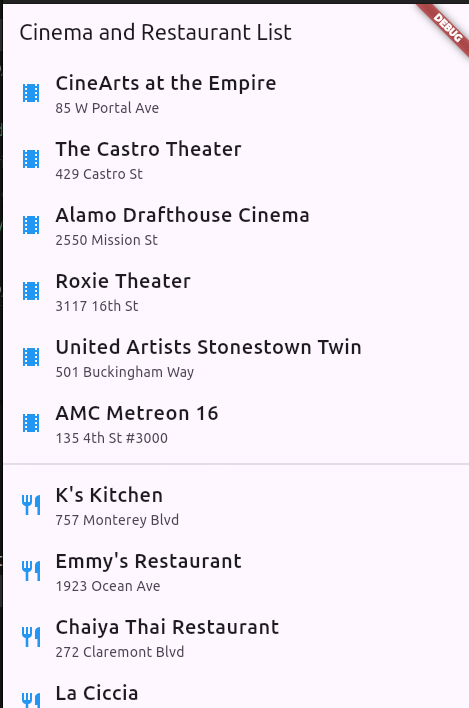 Cinema and Restaurant List
DEBUG
CineArts at the Empire
85 W Portal Ave
The Castro Theater
429 Castro St
Alamo Drafthouse Cinema
2550 Mission St
Roxie Theater
3117 16th St
United Artists Stonestown Twin
501 Buckingham Way
AMC Metreon 16
135 4th St #3000
K's Kitchen
757 Monterey Blvd
Emmy's Restaurant
1923 Ocean Ave
Chaiya Thai Restaurant
272 Claremont Blvd
La Ciccia